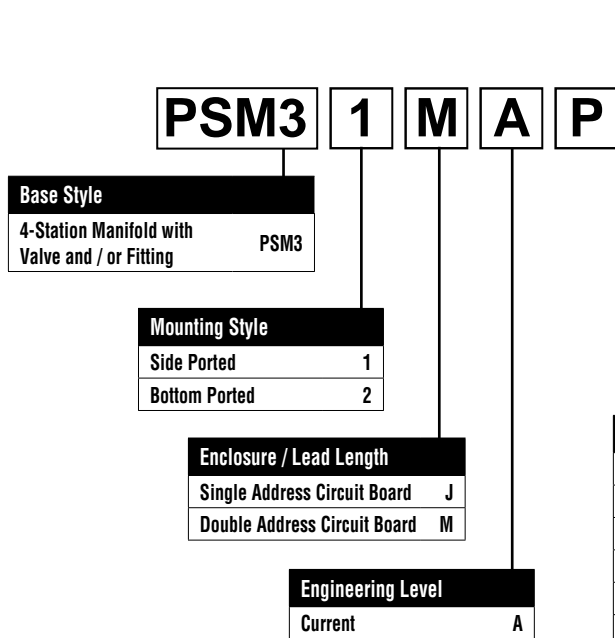 PSM3 1 M A P
Base Style
4-Station Manifold with
Valve and / or Fitting PSM3
Mounting Style
Side Ported 1
Bottom Ported 2
Enclosure / Lead Length
Single Address Circuit Board J
Double Address Circuit Board M
Engineering Level
Current A